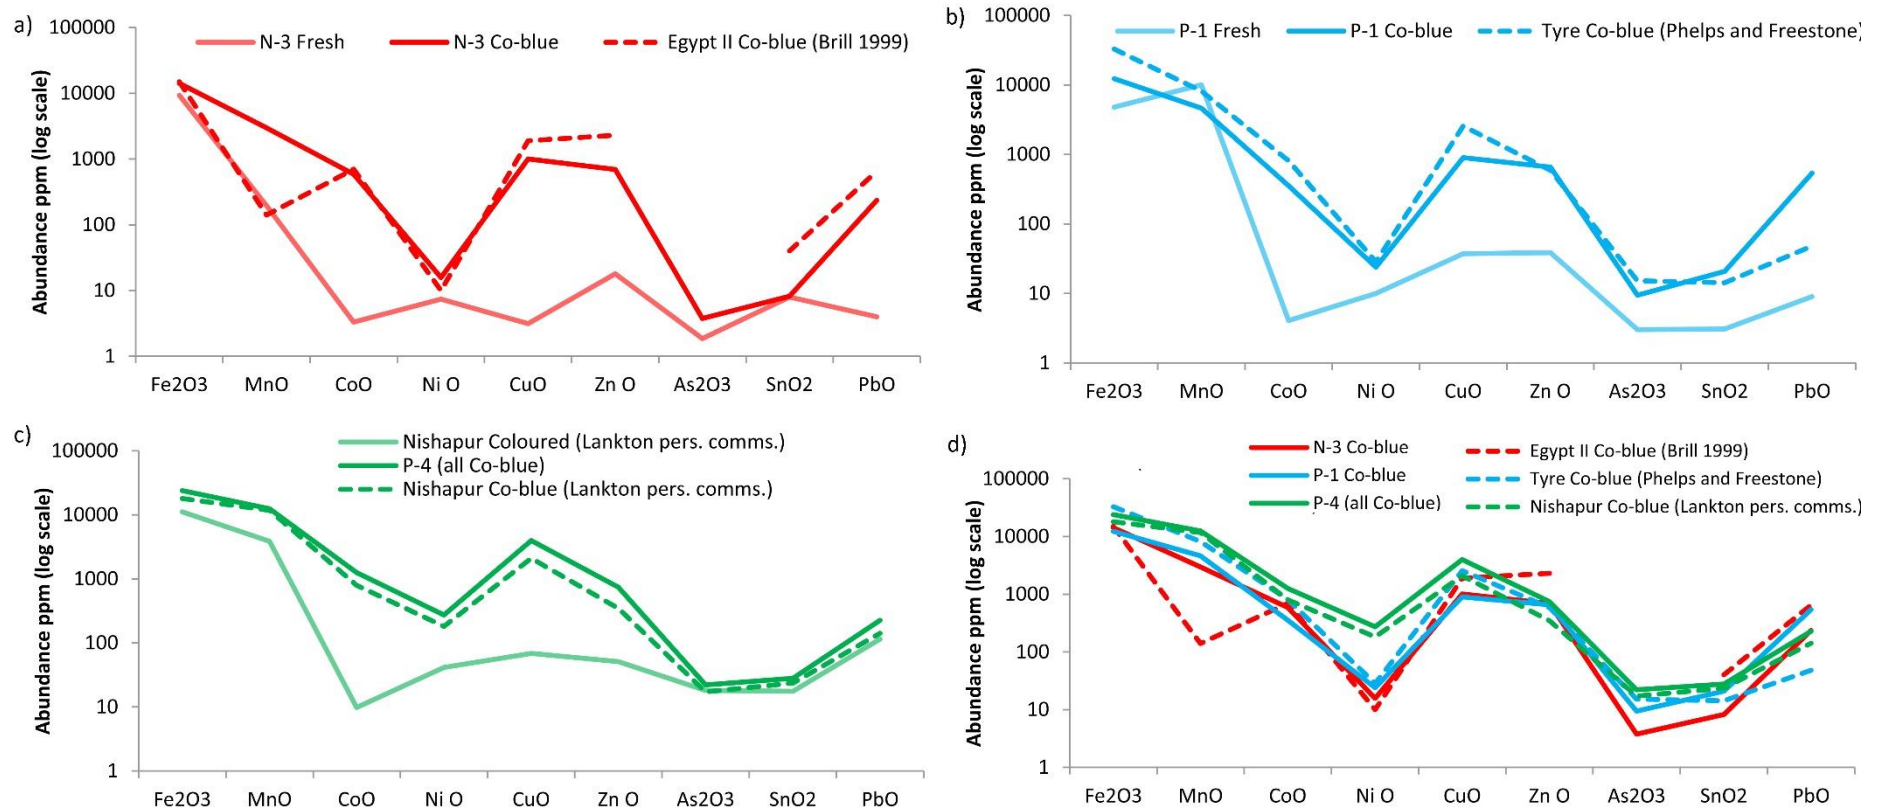 a)
N-3 Fresh
N-3 Co-blue
Egypt II Co-blue (Brill 1999)
Abundance ppm (log scale)
100000
10000
1000
100
10
1
Fe2O3 MnO CoO Ni O CuO Zn O As2O3 SnO2 PbO
b)
P-1 Fresh
P-1 Co-blue
Tyre Co-blue (Phelps and Freestone)
Abundance ppm (log scale)
100000
10000
1000
100
10
1
Fe2O3 MnO CoO Ni O CuO Zn O As2O3 SnO2 PbO
c)
Nishapur Coloured (Lankton pers. comms.)
P-4 (all Co-blue)
Nishapur Co-blue (Lankton pers. comms.)
Abundance ppm (log scale)
100000
10000
1000
100
10
1
Fe2O3 MnO CoO Ni O CuO Zn O As2O3 SnO2 PbO
d)
N-3 Co-blue
P-1 Co-blue
P-4 (all Co-blue)
Egypt II Co-blue (Brill 1999)
Tyre Co-blue (Phelps and Freestone)
Nishapur Co-blue (Lankton pers. comms.)
Abundance ppm (log scale)
100000
10000
1000
100
10
1
Fe2O3 MnO CoO Ni O CuO Zn O As2O3 SnO2 PbO